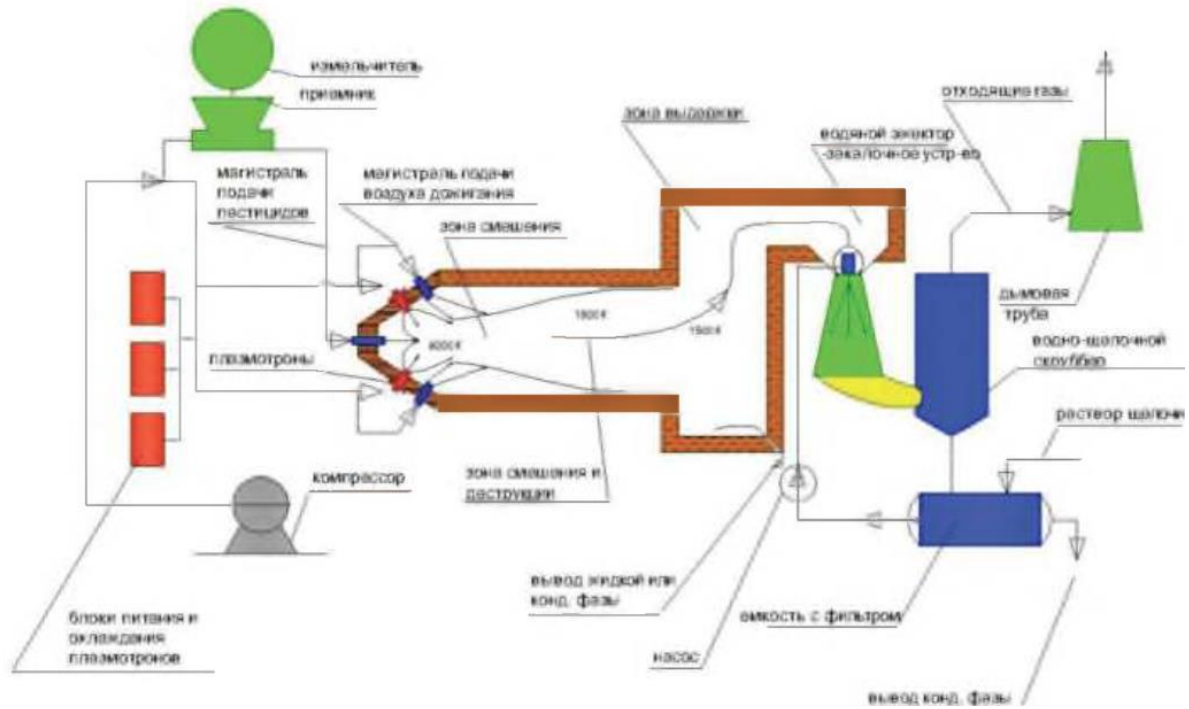 измельчитель
приемник
магистраль
подачи
пестицидов
магистраль подачи
воздуха дожигания
зона смешения
зона выдержки
водяной эжектор
-закалочное устр-во
отходящие газы
дымовая
труба
водно-щелочной
скруббер
раствор щелочи
1500
плазмотроны
компрессор
зона смешения и
деструкции
блоки питания и
охлаждения
плазмотронов
вывод жидкой или
конд. фазы
насос
емкость с фильтром
вывод конд. фазы